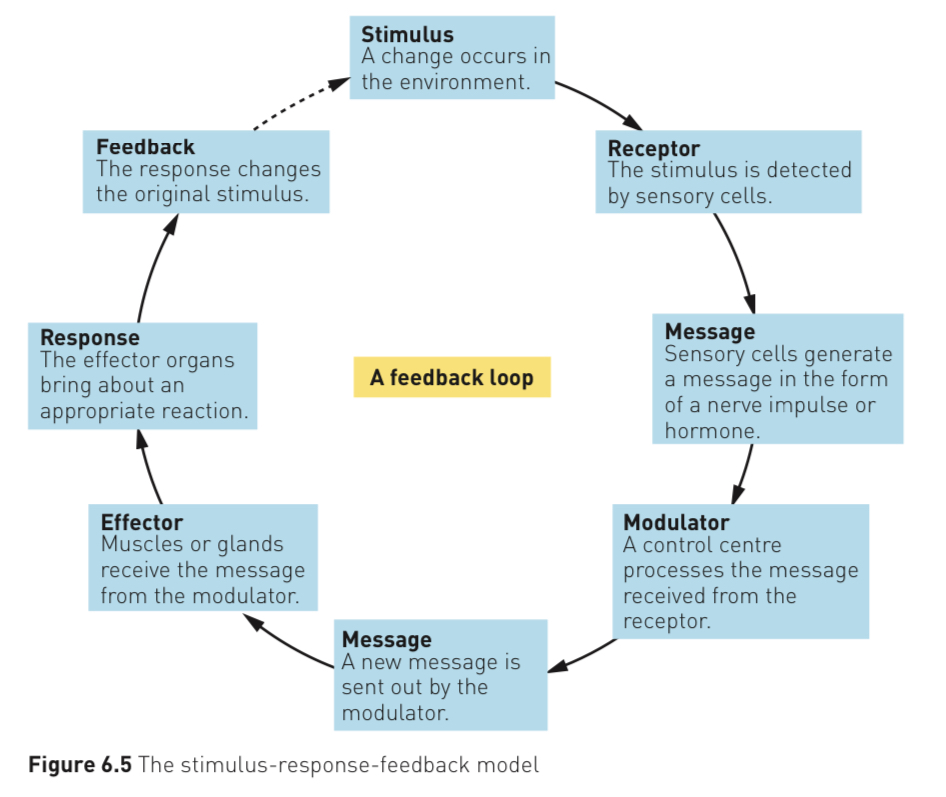 Stimulus
A change occurs in
the environment.
Receptor
The stimulus is detected
by sensory cells.
Message
Sensory cells generate
a message in the form
of a nerve impulse or
hormone.
Modulator
A control centre
processes the message
received from the
receptor.
Message
A new message is
sent out by the
modulator.
Effector
Muscles or glands
receive the message
from the modulator.
Response
The effector organs
bring about an
appropriate reaction.
Feedback
The response changes
the original stimulus.
A feedback loop
Figure 6.5 The stimulus-response-feedback model